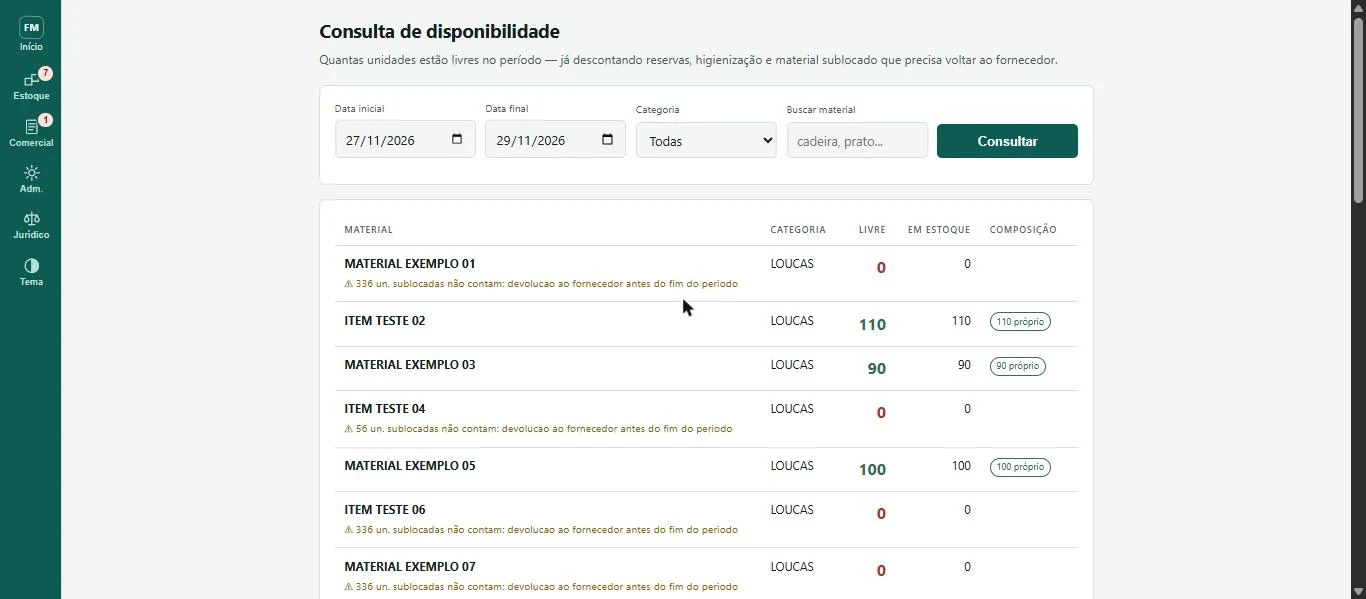 FM
Início
7
Estoque
1
Comercial
Adm.
Jurídico
Tema
Consulta de disponibilidade
Quantas unidades estão livres no período — já descontando reservas, higienização e material sublocado que precisa voltar ao fornecedor.
Data inicial Data final Categoria Buscar material
27/11/2026 29/11/2026 Todas cadeira, prato... Consultar
MATERIAL CATEGORIA LIVRE EM ESTOQUE COMPOSIÇÃO
MATERIAL EXEMPLO 01 LOUCAS 0 0
⚠ 336 un. sublocadas não contam: devolucao ao fornecedor antes do fim do periodo
ITEM TESTE 02 LOUCAS 110 110 110 próprio
MATERIAL EXEMPLO 03 LOUCAS 90 90 90 próprio
ITEM TESTE 04 LOUCAS 0 0
⚠ 56 un. sublocadas não contam: devolucao ao fornecedor antes do fim do periodo
MATERIAL EXEMPLO 05 LOUCAS 100 100 100 próprio
ITEM TESTE 06 LOUCAS 0 0
⚠ 336 un. sublocadas não contam: devolucao ao fornecedor antes do fim do periodo
MATERIAL EXEMPLO 07 LOUCAS 0 0
⚠ 336 un. sublocadas não contam: devolucao ao fornecedor antes do fim do periodo